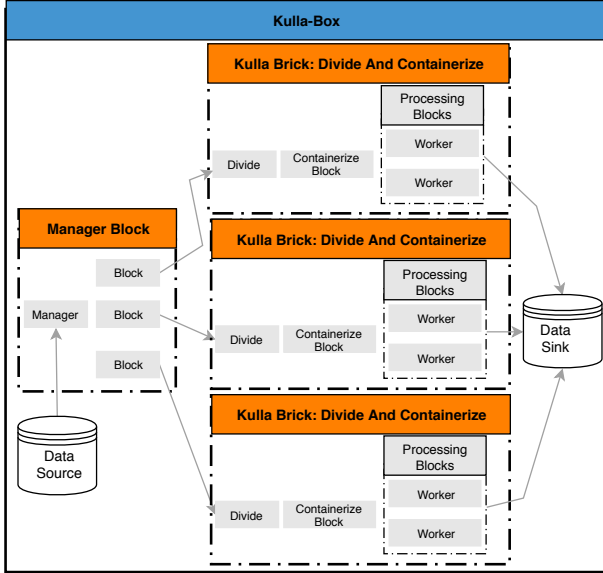 Kulla-Box
Kulla Brick: Divide And Containerize
Processing
Blocks
Worker
Divide
Containerize
Block
Worker
Manager Block
Block
Manager
Block
Block
Data
Source
Kulla Brick: Divide And Containerize
Processing
Blocks
Worker
Divide
Containerize
Block
Worker
Kulla Brick: Divide And Containerize
Processing
Blocks
Worker
Divide
Containerize
Block
Worker
Data
Sink